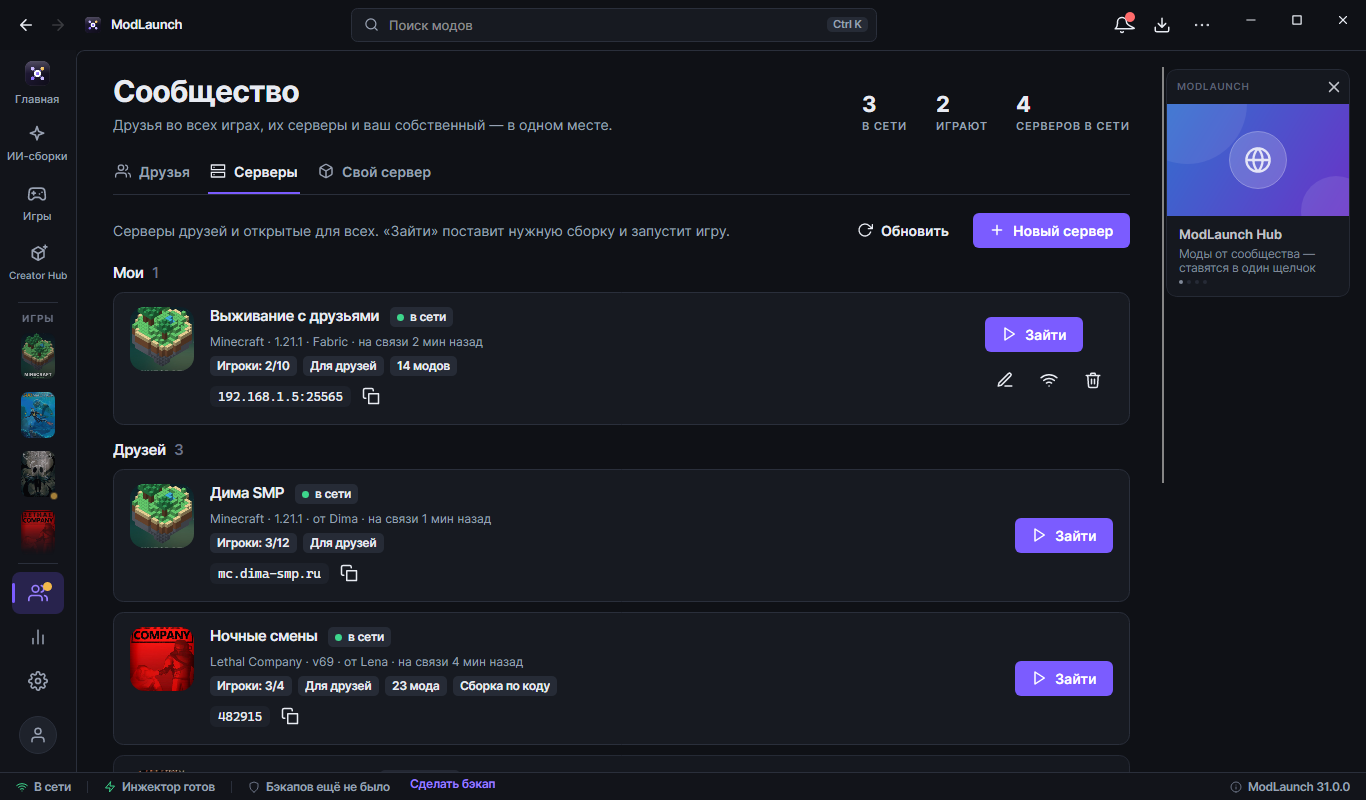 ModLaunch
Поиск модов
Ctrl K
Главная
ИИ-сборки
Игры
Creator Hub
ИГРЫ
MINECRAFT
LETHAL COMPANY
Сообщество
Друзья во всех играх, их серверы и ваш собственный — в одном месте.
3
В СЕТИ
2
ИГРАЮТ
4
СЕРВЕРОВ В СЕТИ
Друзья
Серверы
Свой сервер
Серверы друзей и открытые для всех. «Зайти» поставит нужную сборку и запустит игру.
Обновить
Новый сервер
Мои 1
Выживание с друзьями
в сети
Minecraft · 1.21.1 · Fabric · на связи 2 мин назад
Игроки: 2/10
Для друзей
14 модов
192.168.1.5:25565
Зайти
Друзей 3
Дима SMP
в сети
Minecraft · 1.21.1 · от Dima · на связи 1 мин назад
Игроки: 3/12
Для друзей
mc.dima-smp.ru
Зайти
COMPANY
Ночные смены
в сети
Lethal Company · v69 · от Lena · на связи 4 мин назад
Игроки: 3/4
Для друзей
23 мода
Сборка по коду
482915
Зайти
MODLAUNCH
ModLaunch Hub
Моды от сообщества —
ставятся в один щелчок
В сети
Инжектор готов
Бэкапов ещё не было
Сделать бэкап
ModLaunch 31.0.0